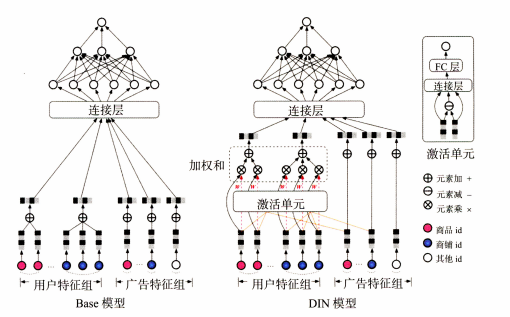 连接层
用户特征组
广告特征组
Base 模型
连接层
加权和
w
w
w
w
w
激活单元
用户特征组
广告特征组
DIN 模型
FC 层
连接层
激活单元
元素加 +
元素减 -
元素乘 ×
商品 id
商铺 id
其他 id